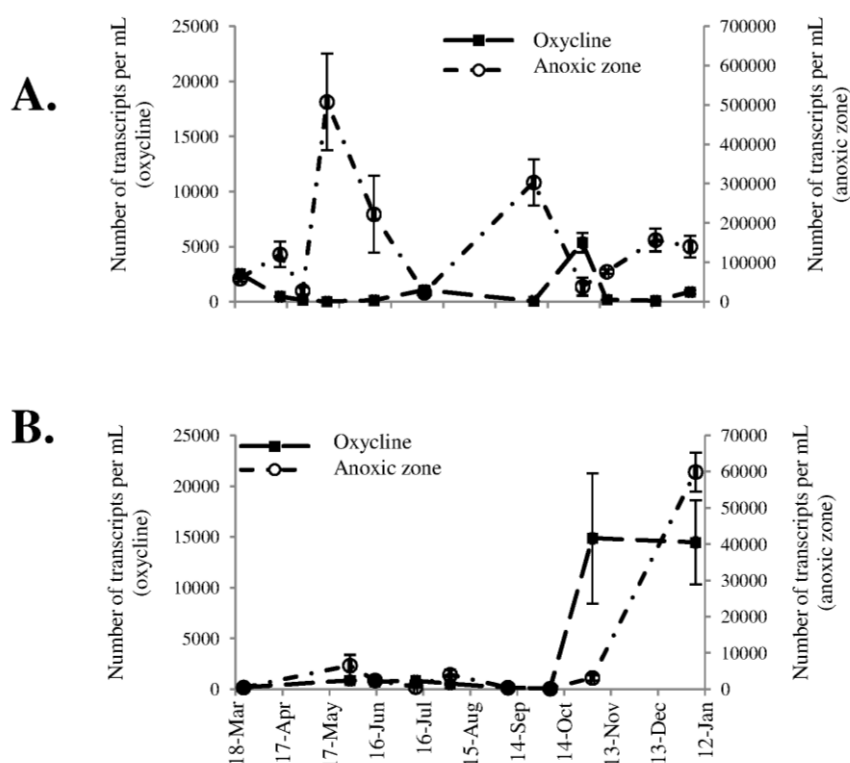 A.
Number of transcripts per mL
(oxycline)
25000
20000
15000
10000
5000
0
Oxycline
Anoxic zone
700000
600000
500000
400000
300000
200000
100000
0
Number of transcripts per mL
(anoxic zone)
B.
Number of transcripts per mL
(oxycline)
25000
20000
15000
10000
5000
0
Oxycline
Anoxic zone
70000
60000
50000
40000
30000
20000
10000
0
Number of transcripts per mL
(anoxic zone)
18-Mar
17-Apr
17-May
16-Jun
16-Jul
15-Aug
14-Sep
14-Oct
13-Nov
13-Dec
12-Jan